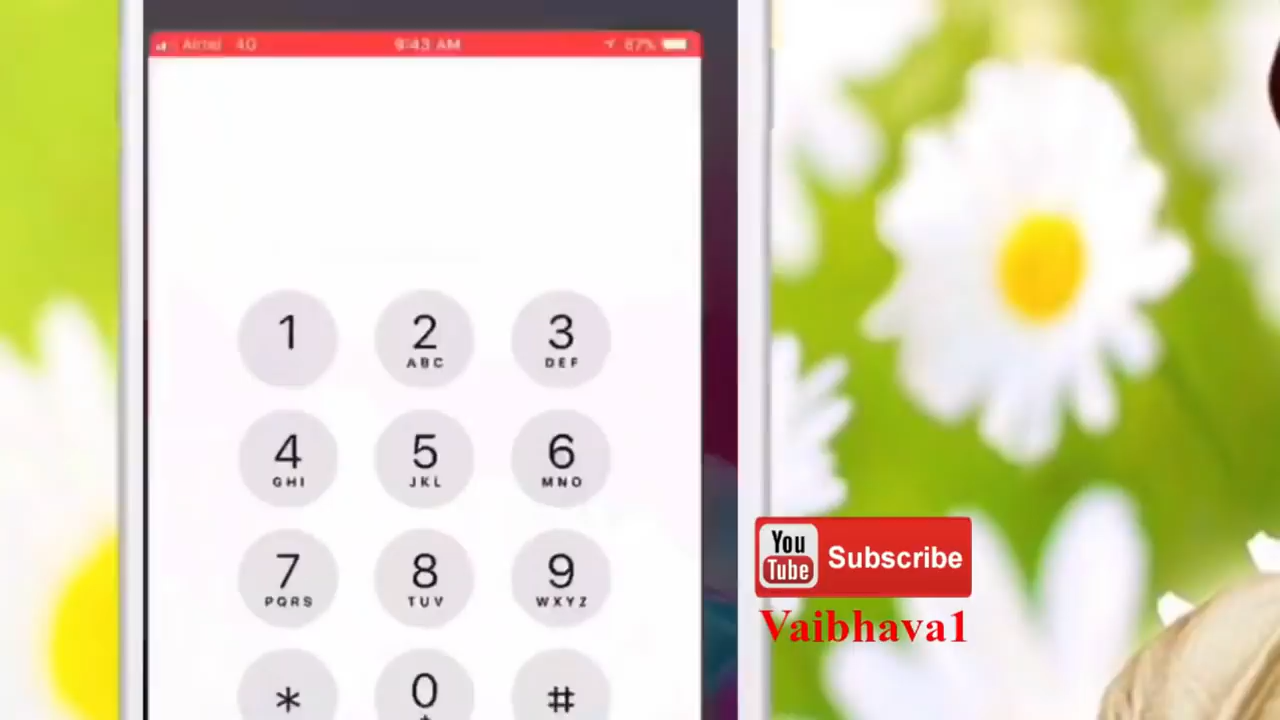 Airtel 4G 9:43 AM 87%
1 2 3
ABC DEF
4 5 6
GHI JKL MNO
7 8 9
PQRS TUV WXYZ
* 0 #
You Tube Subscribe
Vaibhava1